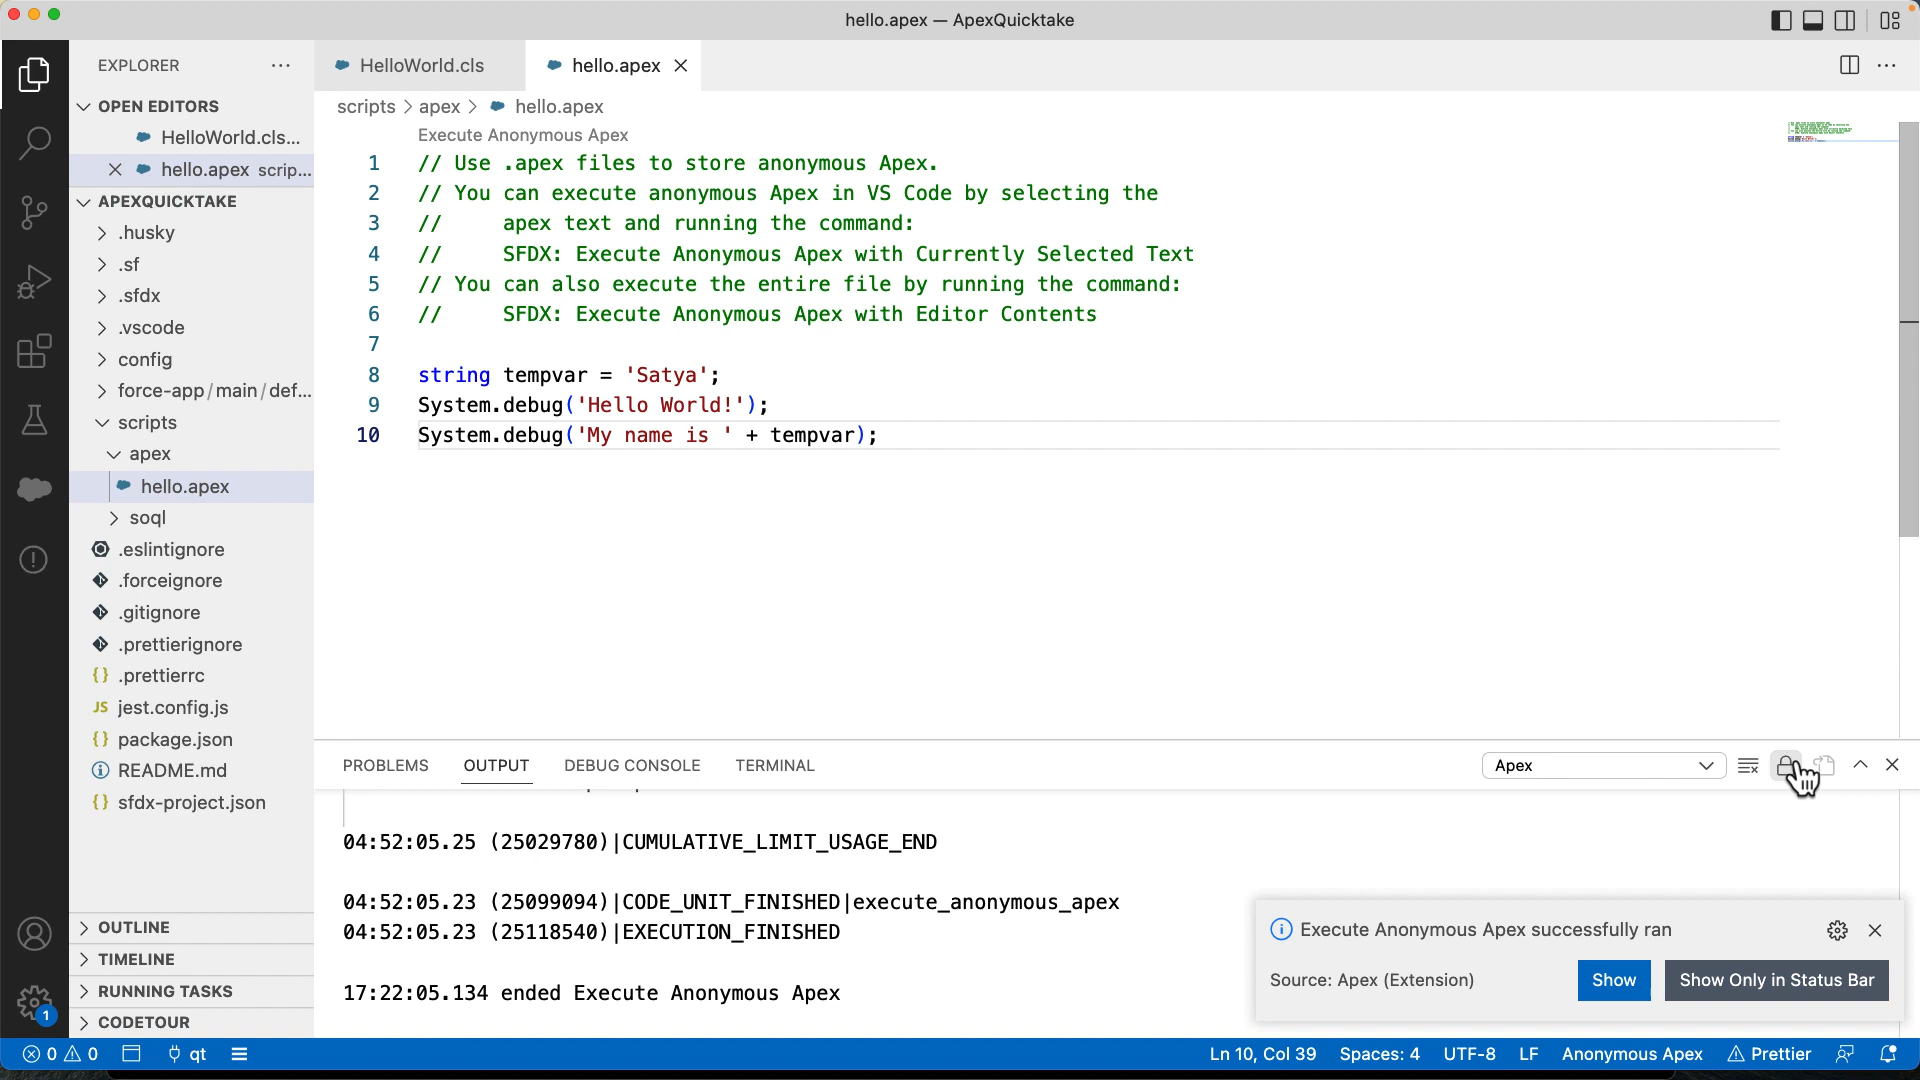 hello.apex — ApexQuicktake
EXPLORER
HelloWorld.cls
hello.apex
OPEN EDITORS
HelloWorld.cls...
hello.apex scrip...
APEXQUICKTAKE
.husky
.sf
.sfdx
.vscode
config
force-app/main/def...
scripts
apex
hello.apex
soql
.eslintignore
.forceignore
.gitignore
.prettierignore
{} .prettierrc
JS jest.config.js
{} package.json
README.md
{} sfdx-project.json
OUTLINE
TIMELINE
RUNNING TASKS
CODETOUR
scripts > apex > hello.apex
Execute Anonymous Apex
1 // Use .apex files to store anonymous Apex.
2 // You can execute anonymous Apex in VS Code by selecting the
3 //     apex text and running the command:
4 //     SFDX: Execute Anonymous Apex with Currently Selected Text
5 // You can also execute the entire file by running the command:
6 //     SFDX: Execute Anonymous Apex with Editor Contents
7
8 string tempvar = 'Satya';
9 System.debug('Hello World!');
10 System.debug('My name is ' + tempvar);
PROBLEMS OUTPUT DEBUG CONSOLE TERMINAL Apex
04:52:05.25 (25029780)|CUMULATIVE_LIMIT_USAGE_END
04:52:05.23 (25099094)|CODE_UNIT_FINISHED|execute_anonymous_apex
04:52:05.23 (25118540)|EXECUTION_FINISHED
17:22:05.134 ended Execute Anonymous Apex
Execute Anonymous Apex successfully ran
Source: Apex (Extension) Show Show Only in Status Bar
1
0 0 qt Ln 10, Col 39 Spaces: 4 UTF-8 LF Anonymous Apex Prettier